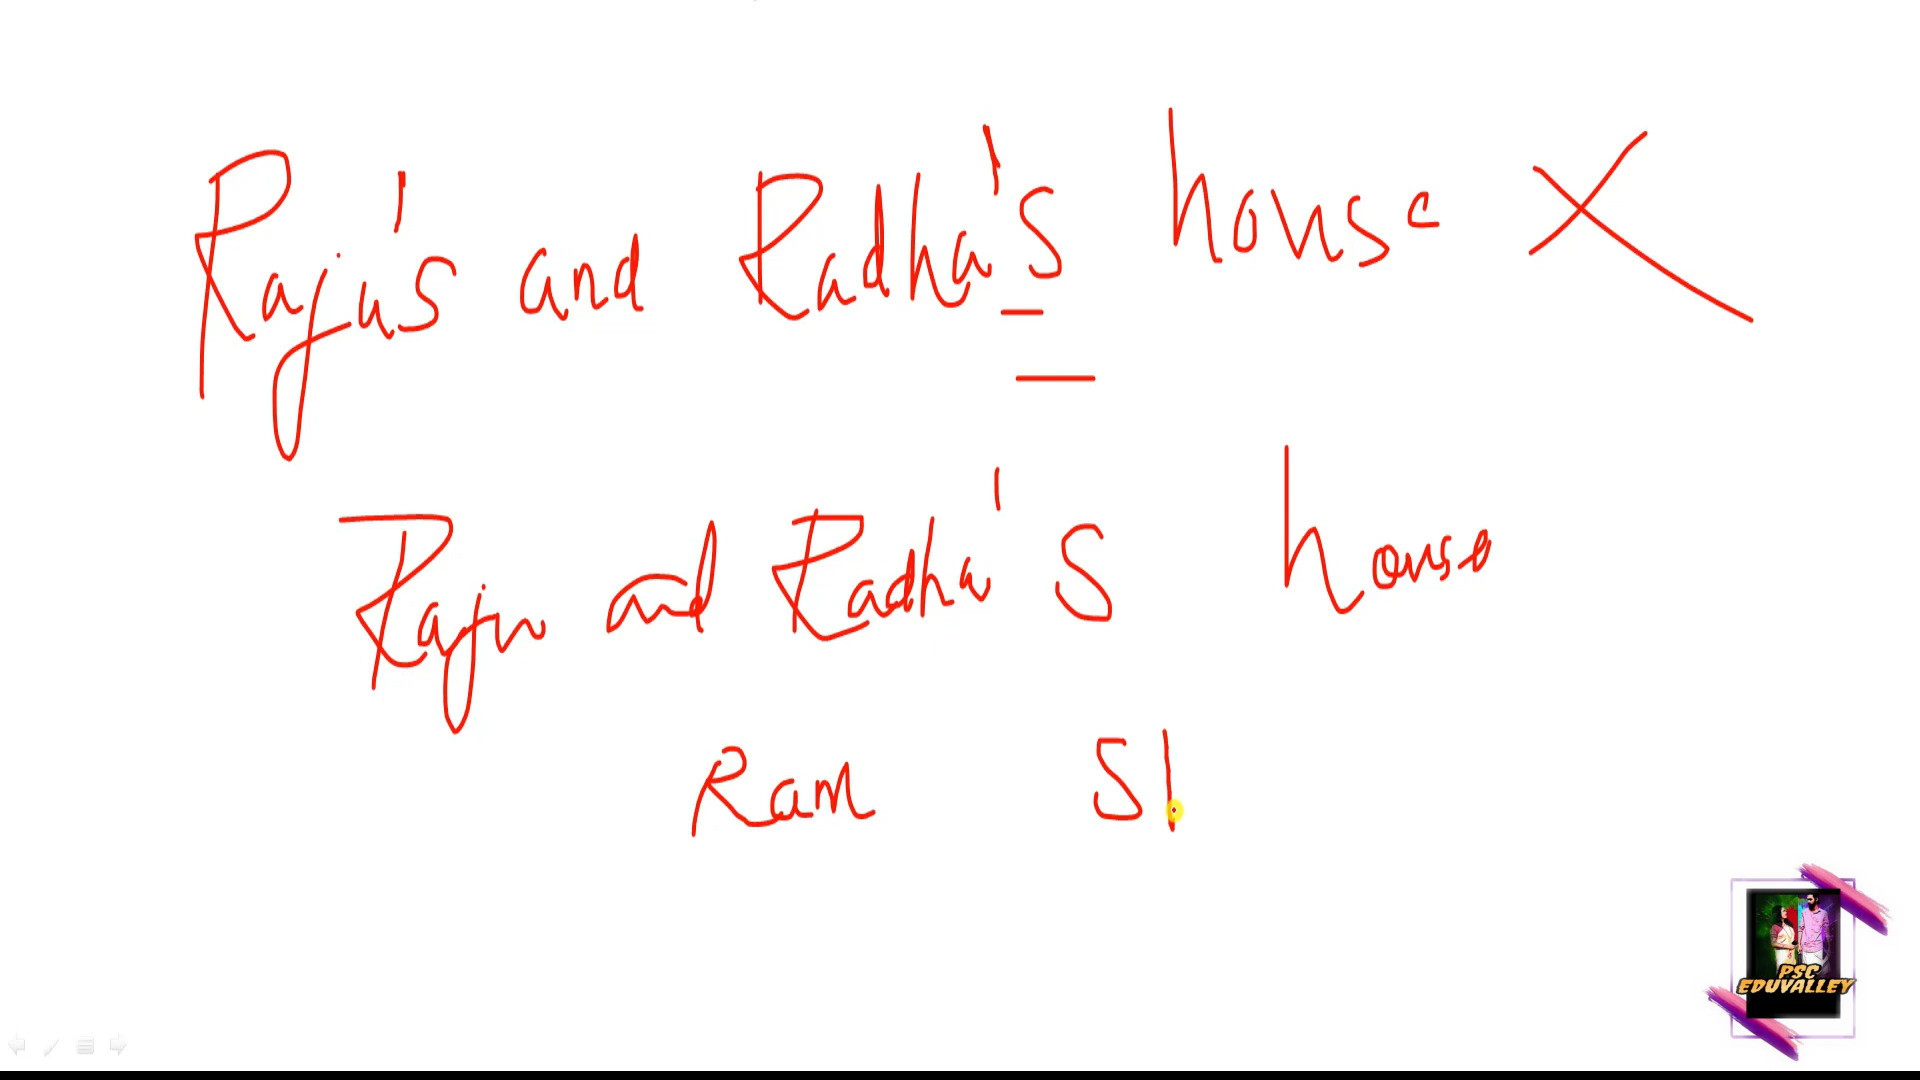 Raju's and Radha's house X
Raju and Radha's house
Ram
PSC
EDUVALLEY